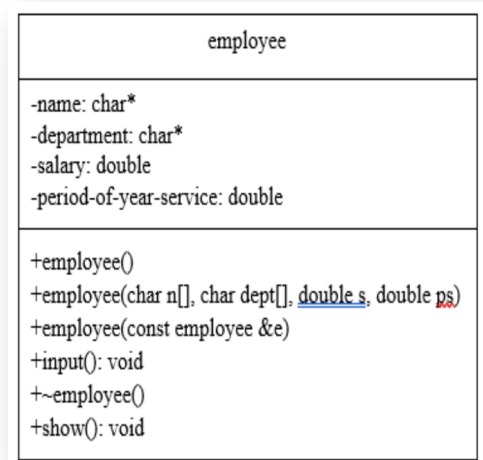 employee
-name: char*
-department: char*
-salary: double
-period-of-year-service: double
+employee()
+employee(char n[], char dept[], double s, double ps)
+employee(const employee &e)
+input(): void
+~employee()
+show(): void